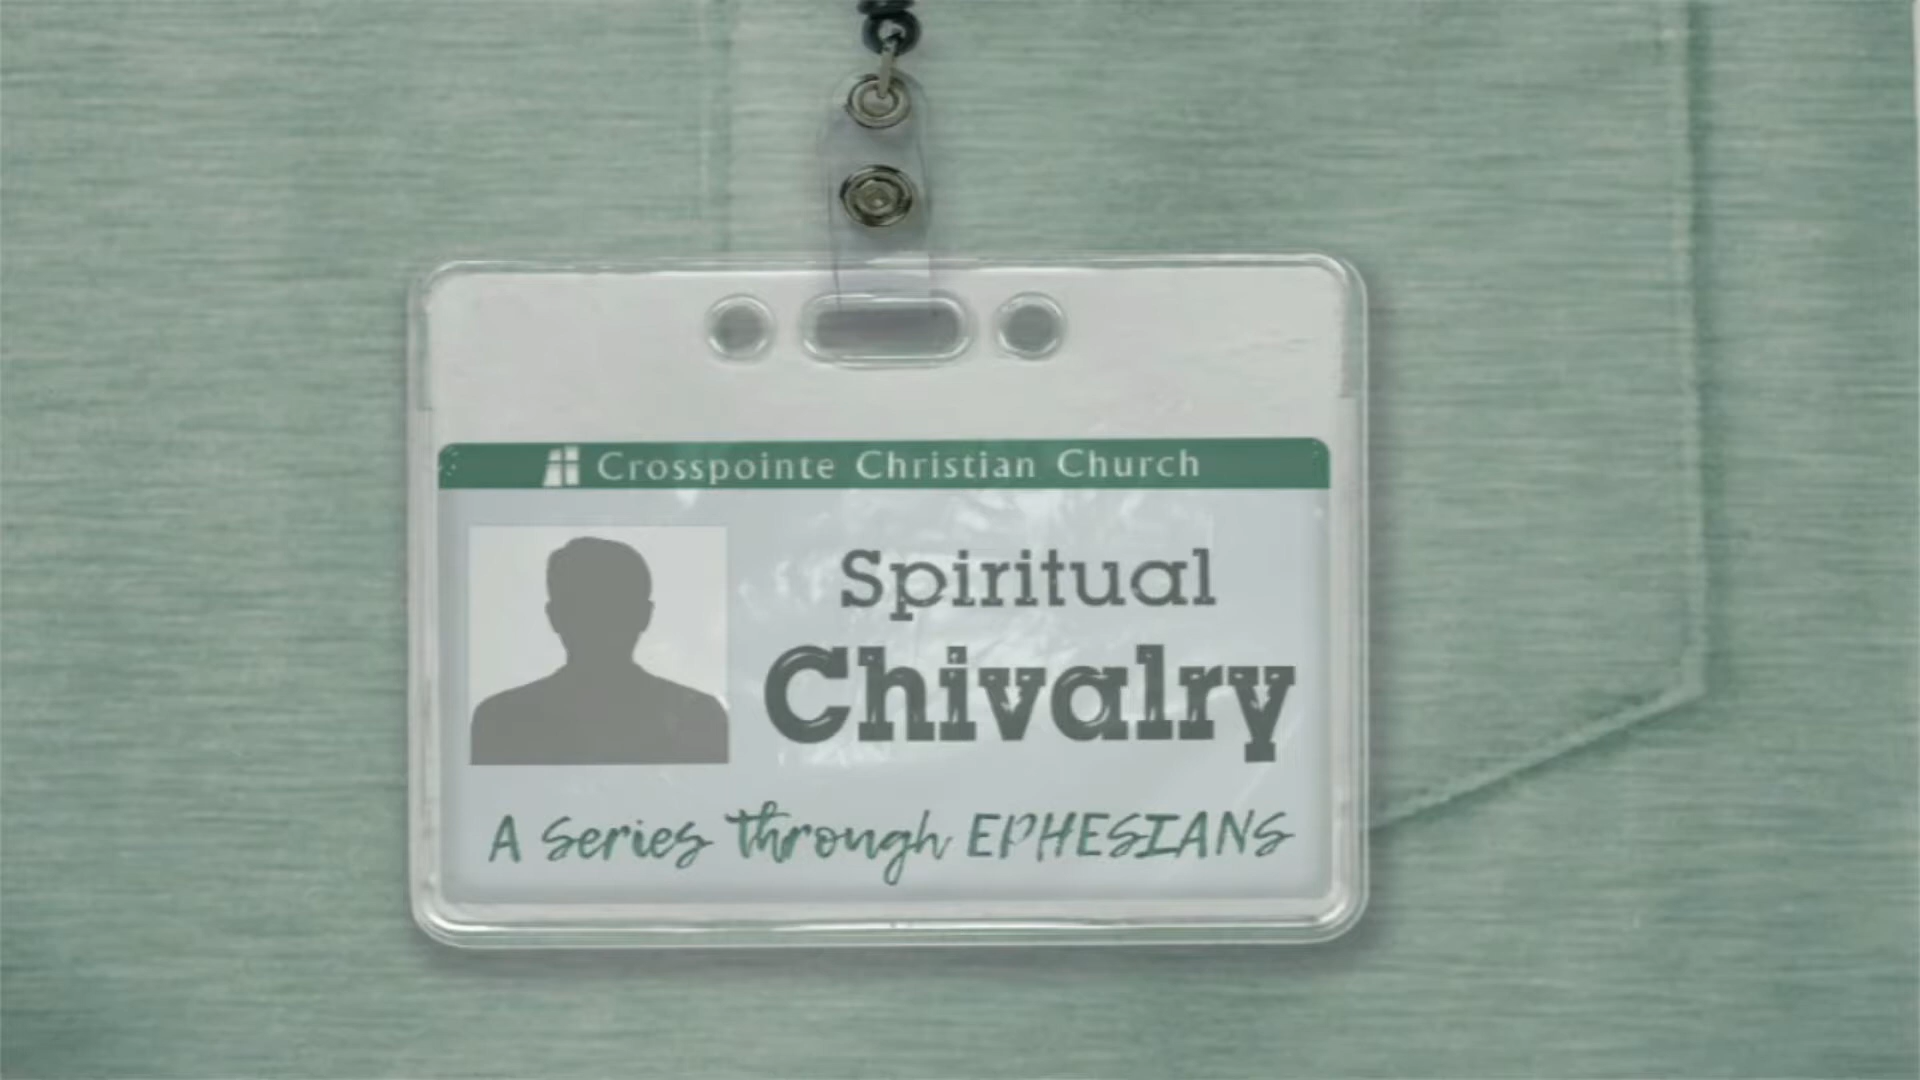 Crosspointe Christian Church
Spiritual
Chivalry
A Series through EPHESIANS